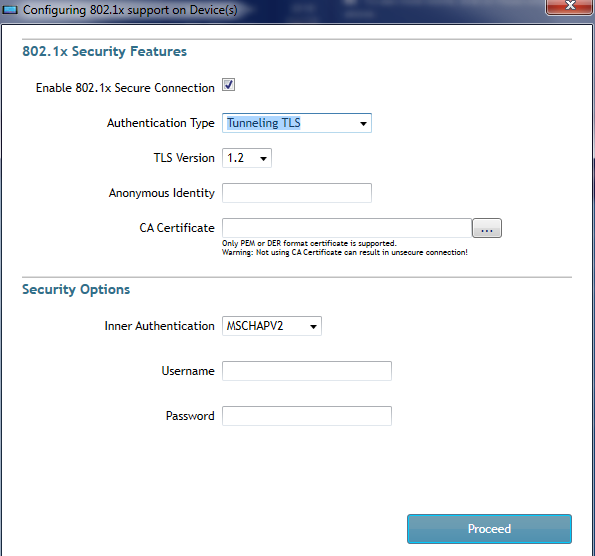 Configuring 802.1x support on Device(s)
802.1x Security Features
Enable 802.1x Secure Connection
Authentication Type Tunneling TLS
TLS Version 1.2
Anonymous Identity
CA Certificate ...
Only PEM or DER format certificate is supported.
Warning: Not using CA Certificate can result in unsecure connection!
Security Options
Inner Authentication MSCHAPV2
Username
Password
Proceed